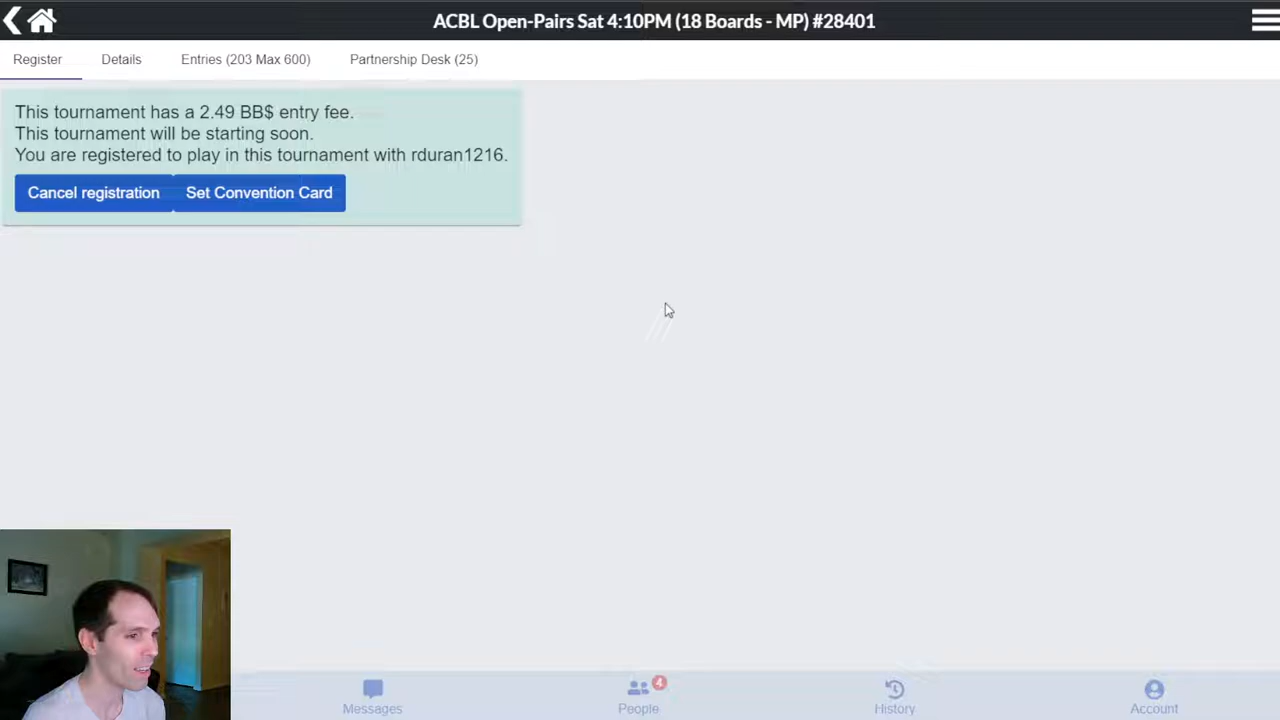 ACBL Open-Pairs Sat 4:10PM (18 Boards - MP) #28401
Register Details Entries (203 Max 600) Partnership Desk (25)
This tournament has a 2.49 BB$ entry fee.
This tournament will be starting soon.
You are registered to play in this tournament with rduran1216.
Cancel registration Set Convention Card
4
Messages People History Account